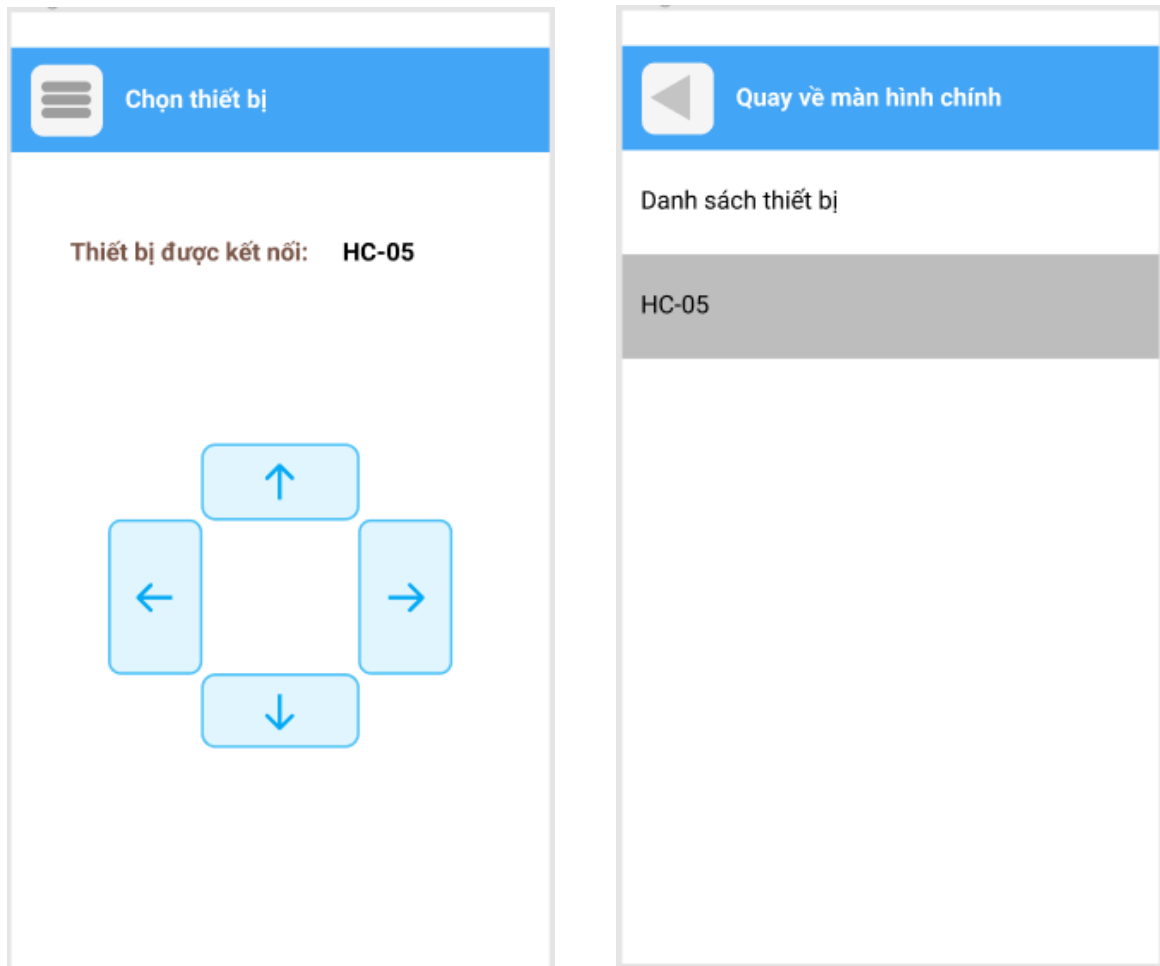 Chọn thiết bị
Thiết bị được kết nối: HC-05
Quay về màn hình chính
Danh sách thiết bị
HC-05